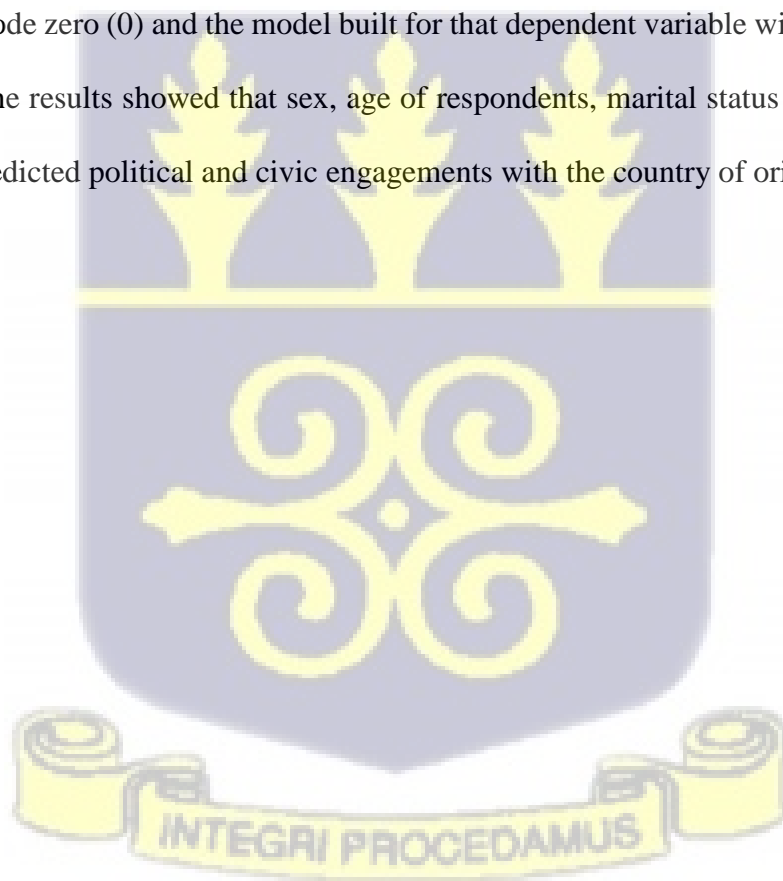 ode zero (0) and the model built for that dependent variable wi
e results showed that sex, age of respondents, marital status
edicted political and civic engagements with the country of ori
INTEGRI PROCEDAMUS